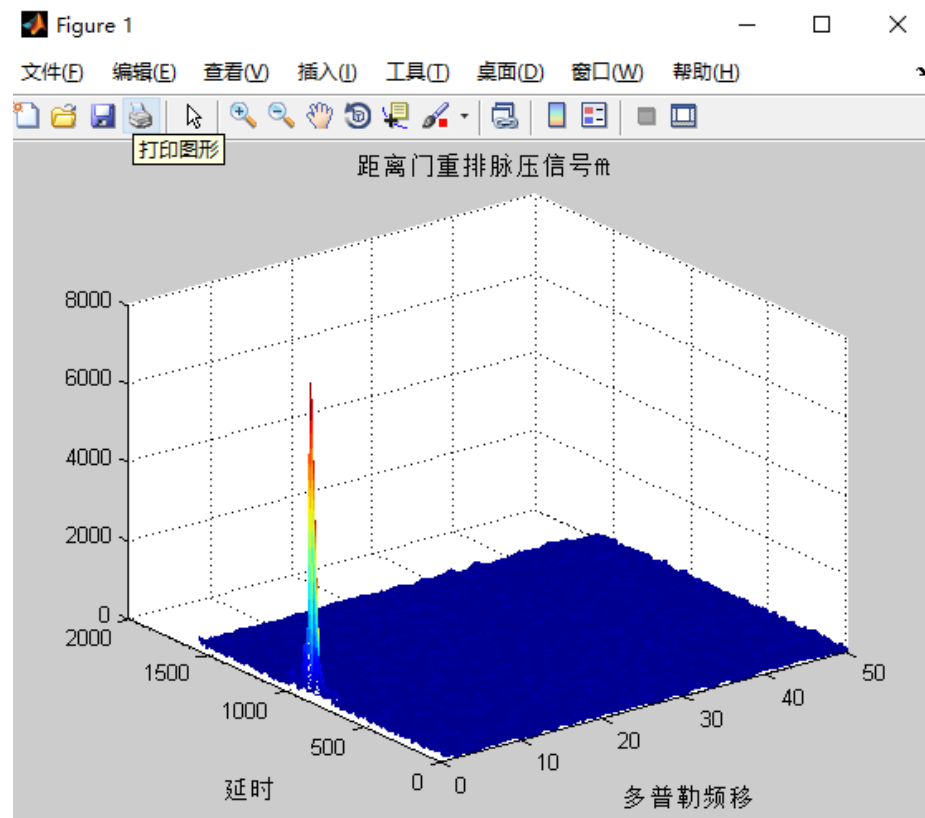 Figure 1
文件(F) 编辑(E) 查看(V) 插入(I) 工具(T) 桌面(D) 窗口(W) 帮助(H)
打印图形
距离门重排脉压信号m
8000
6000
4000
2000
0
2000
1500
1000
500
0
0
10
20
30
40
50
延时
多普勒频移